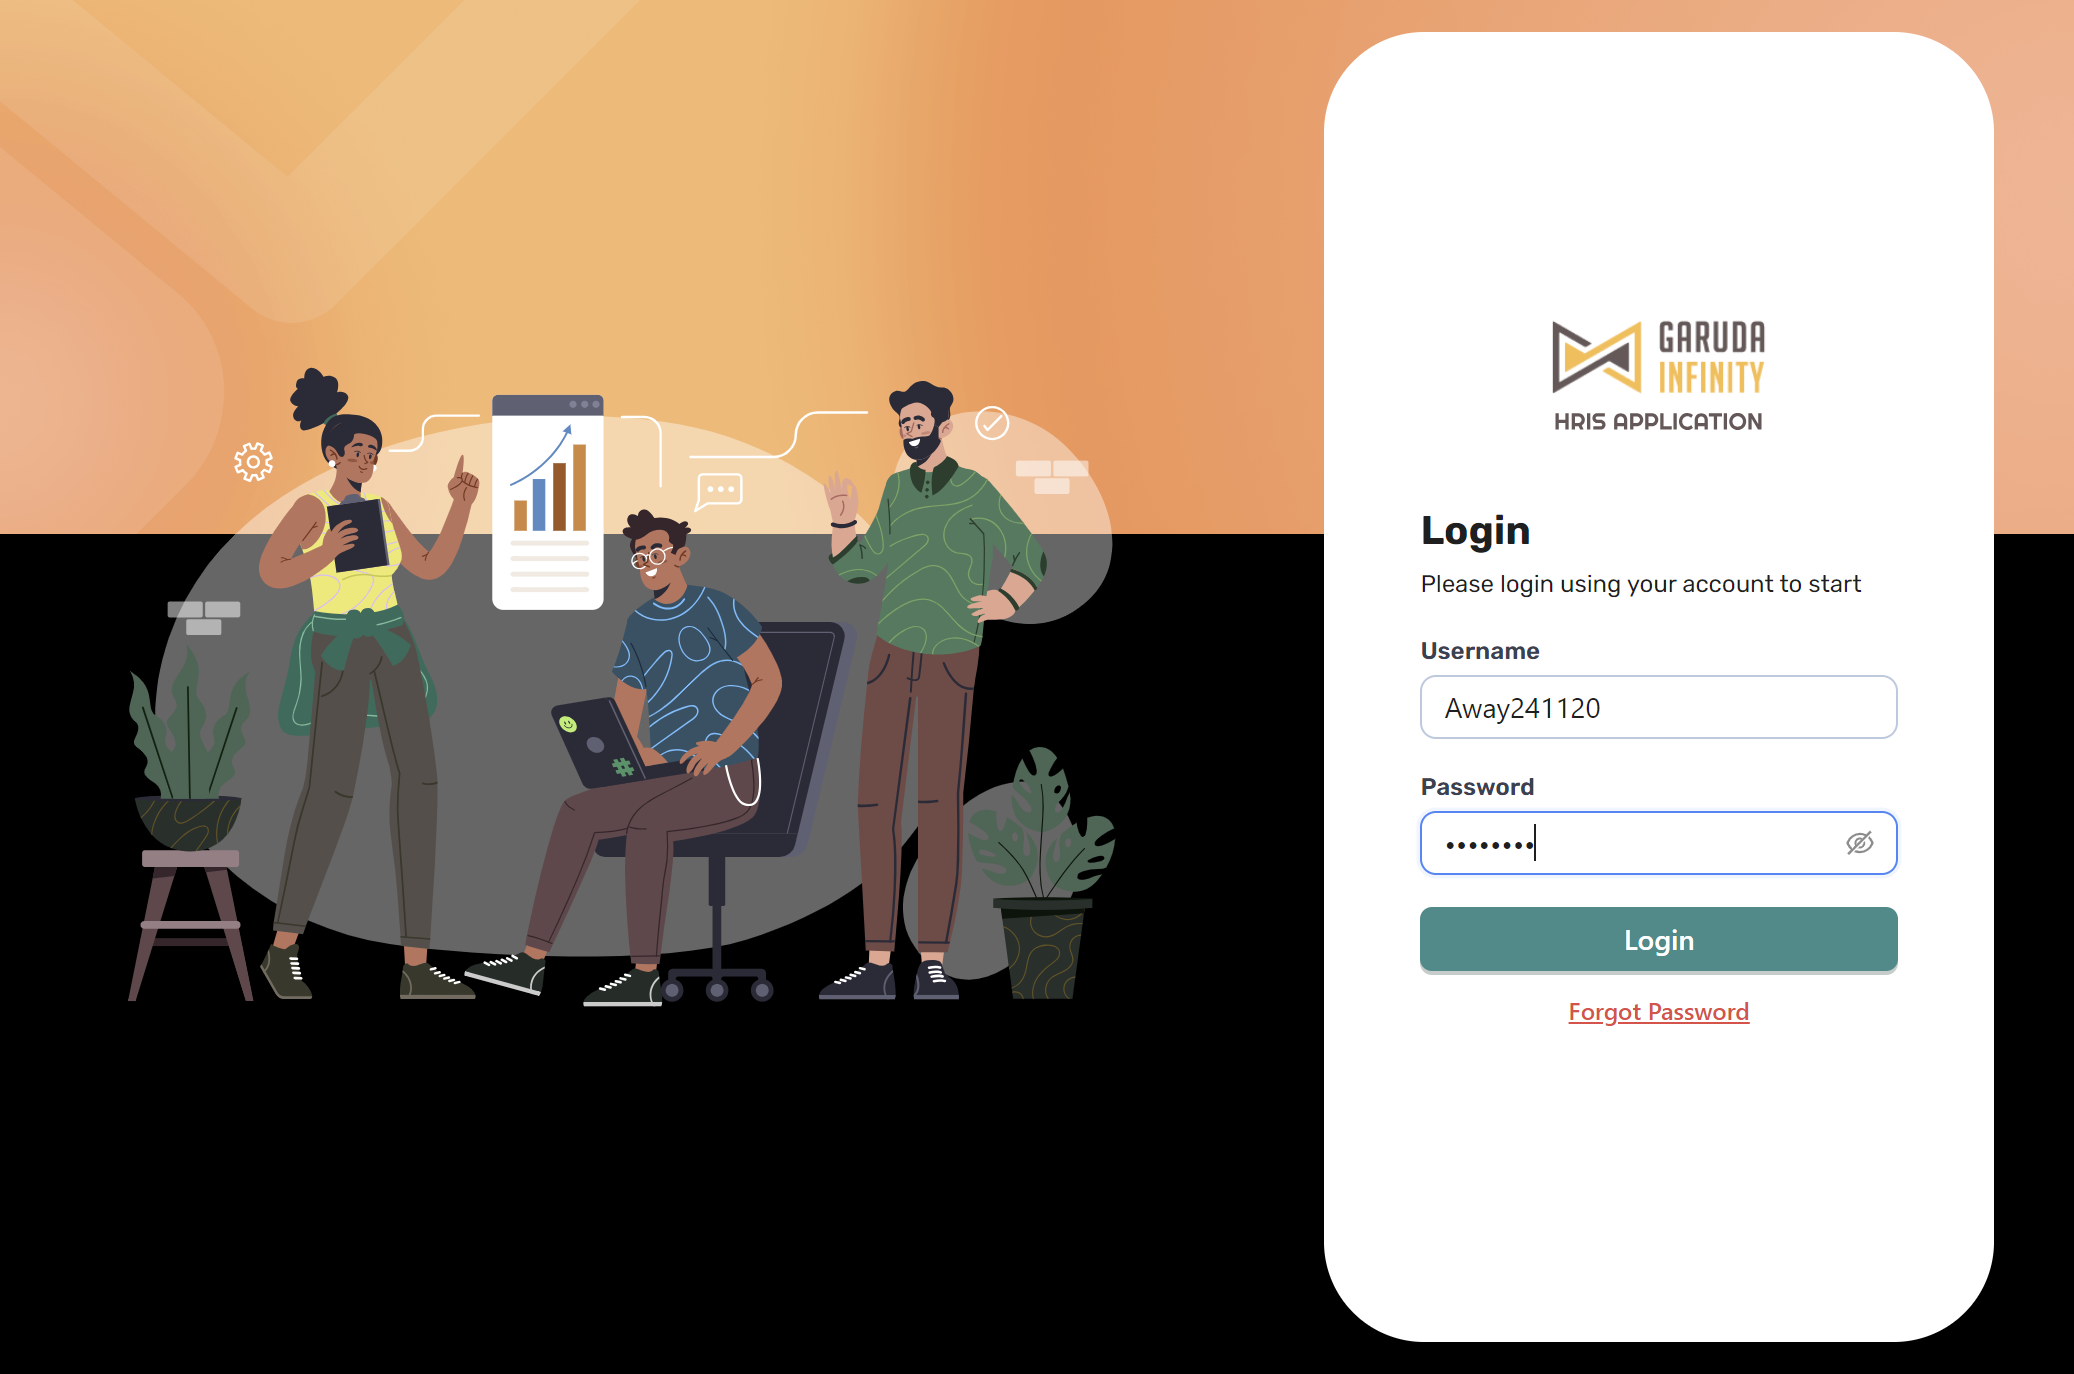 GARUDA
INFINITY
HRIS APPLICATION
Login
Please login using your account to start
Username
Away241120
Password
••••••••
Login
Forgot Password